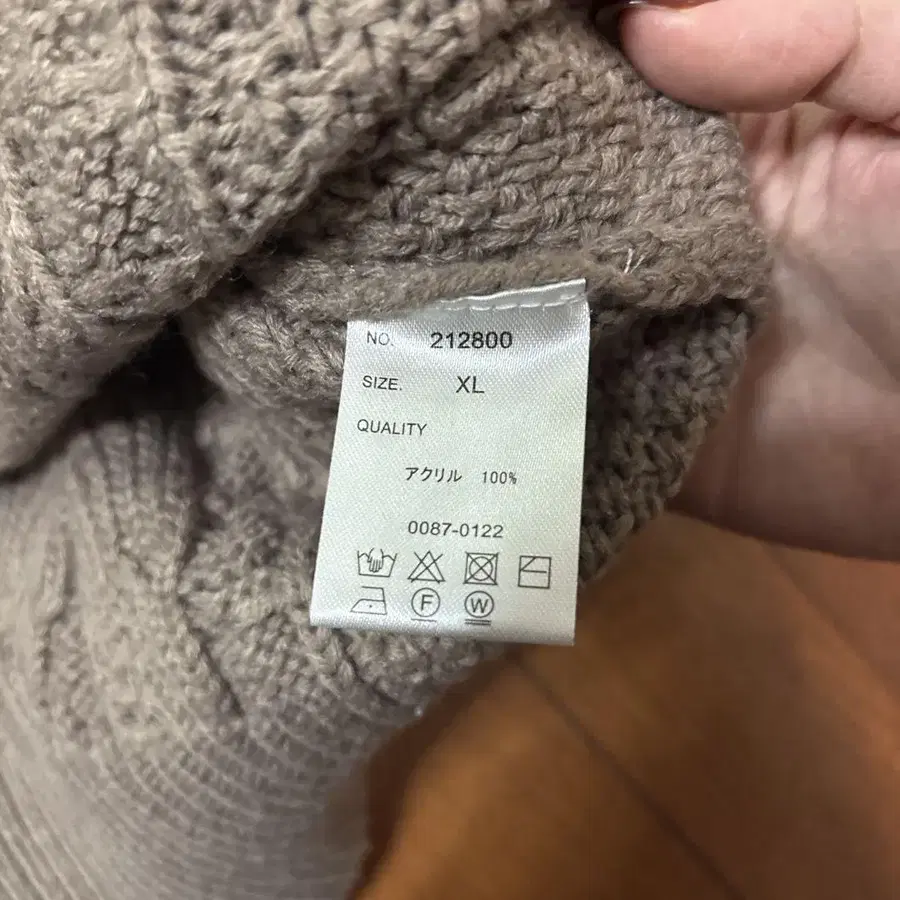 NO. 212800
SIZE. XL
QUALITY
アクリル 100%
0087-0122
F W